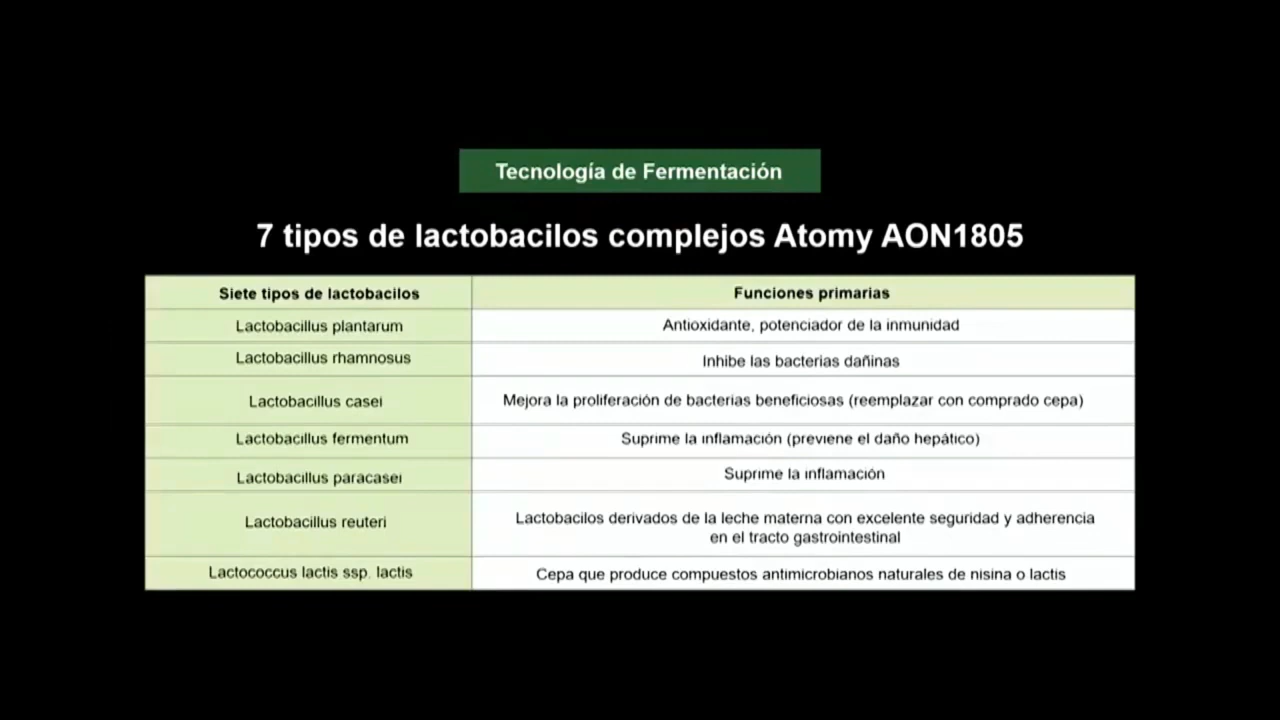 Tecnología de Fermentación
7 tipos de lactobacilos complejos Atomy AON1805
Siete tipos de lactobacilos Funciones primarias
Lactobacillus plantarum Antioxidante, potenciador de la inmunidad
Lactobacillus rhamnosus Inhibe las bacterias dañinas
Lactobacillus casei Mejora la proliferación de bacterias beneficiosas (reemplazar con comprado cepa)
Lactobacillus fermentum Suprime la inflamación (previene el daño hepático)
Lactobacillus paracasei Suprime la inflamación
Lactobacillus reuteri Lactobacilos derivados de la leche materna con excelente seguridad y adherencia
en el tracto gastrointestinal
Lactococcus lactis ssp. lactis Cepa que produce compuestos antimicrobianos naturales de nisina o lactis